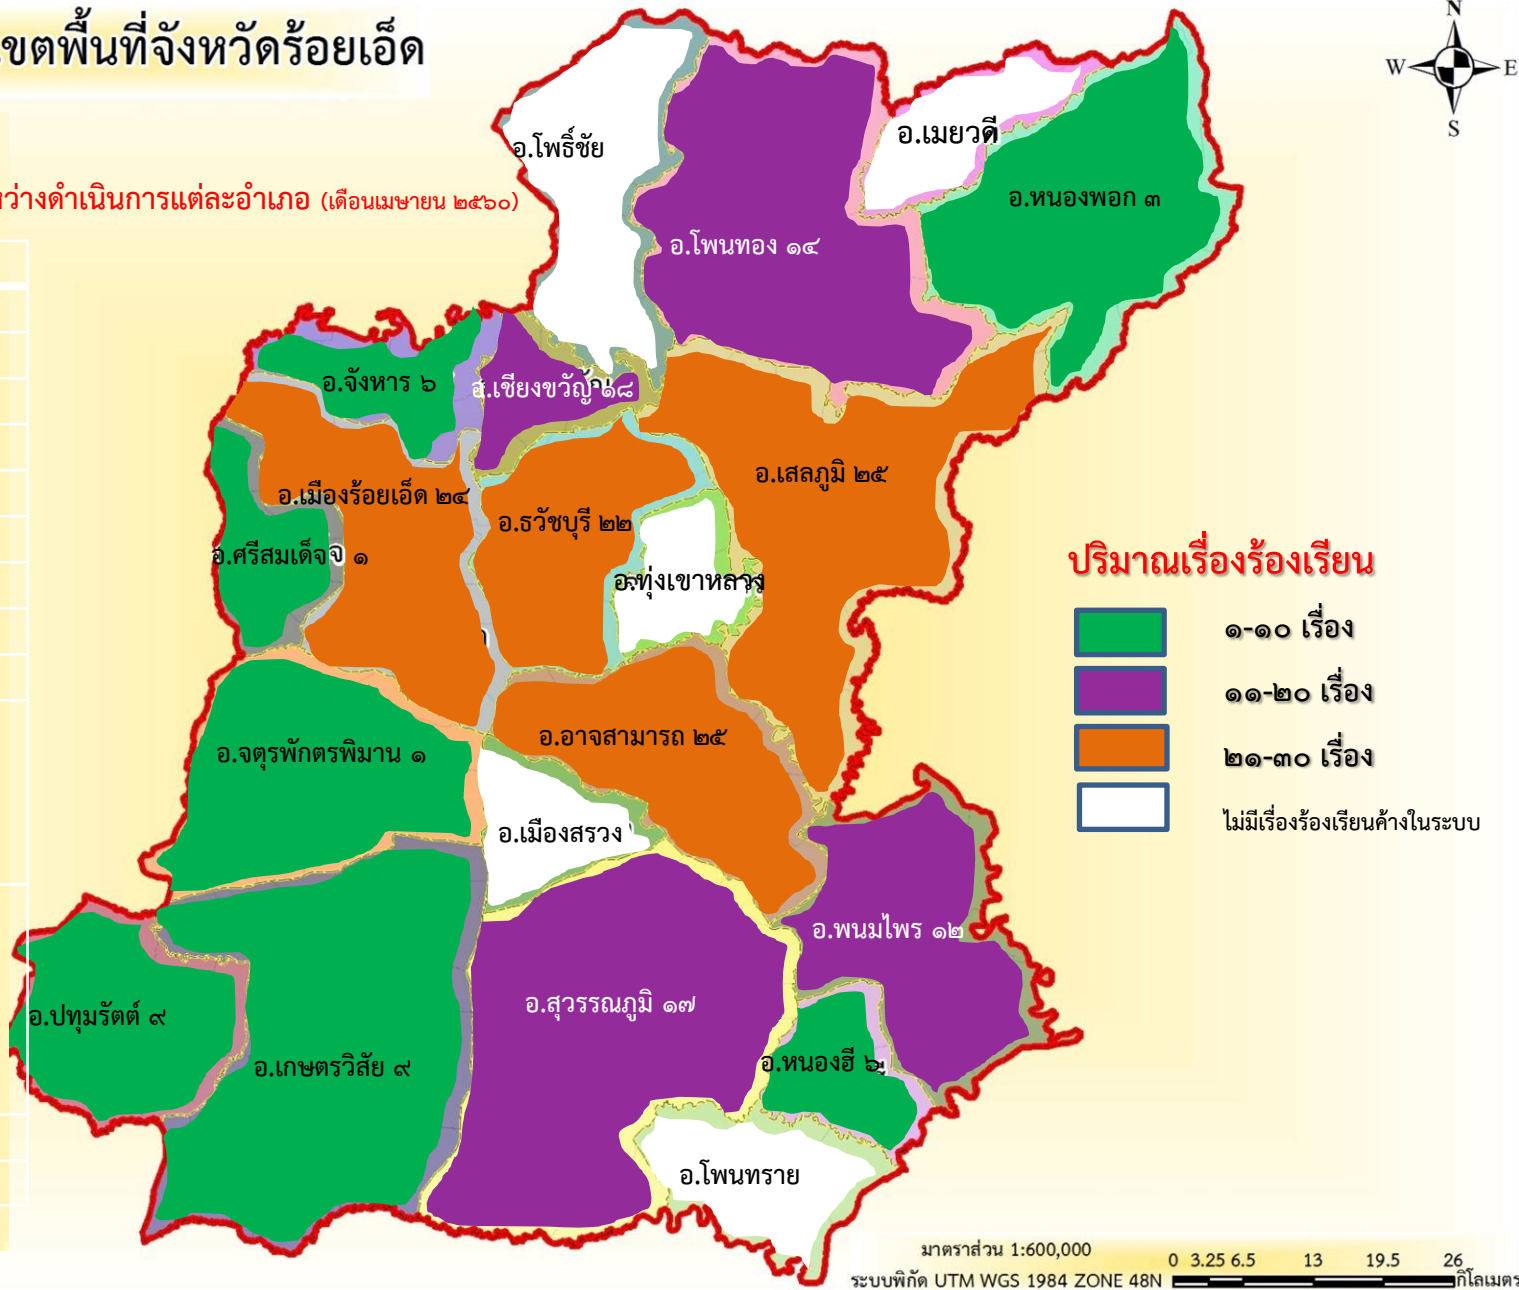 ขตพื้นที่จังหวัดร้อยเอ็ด
หว่างดำเนินการแต่ละอำเภอ (เดือนเมษายน ๒๕๖๐)
N
W
E
S
อ.โพธิ์ชัย
อ.เมยวดี
อ.หนองพอก ๓
อ.โพนทอง ๑๔
อ.จังหาร ๖
อ.เชียงขวัญ ๑๘
อ.เสลภูมิ ๒๕
อ.เมืองร้อยเอ็ด ๒๔
อ.ธวัชบุรี ๒๒
อ.ศรีสมเด็จ ๑
อ.ทุ่งเขาหลวง
อ.จตุรพักตรพิมาน ๑
อ.อาจสามารถ ๒๕
อ.เมืองสรวง
อ.พนมไพร ๑๒
อ.สุวรรณภูมิ ๑๗
อ.ปทุมรัตต์ ๙
อ.เกษตรวิสัย ๙
อ.หนองฮี ๖
อ.โพนทราย
ปริมาณเรื่องร้องเรียน
๑-๑๐ เรื่อง
๑๑-๒๐ เรื่อง
๒๑-๓๐ เรื่อง
ไม่มีเรื่องร้องเรียนค้างในระบบ
มาตราส่วน 1:600,000
ระบบพิกัด UTM WGS 1984 ZONE 48N
0 3.25 6.5 13 19.5 26
กิโลเมตร